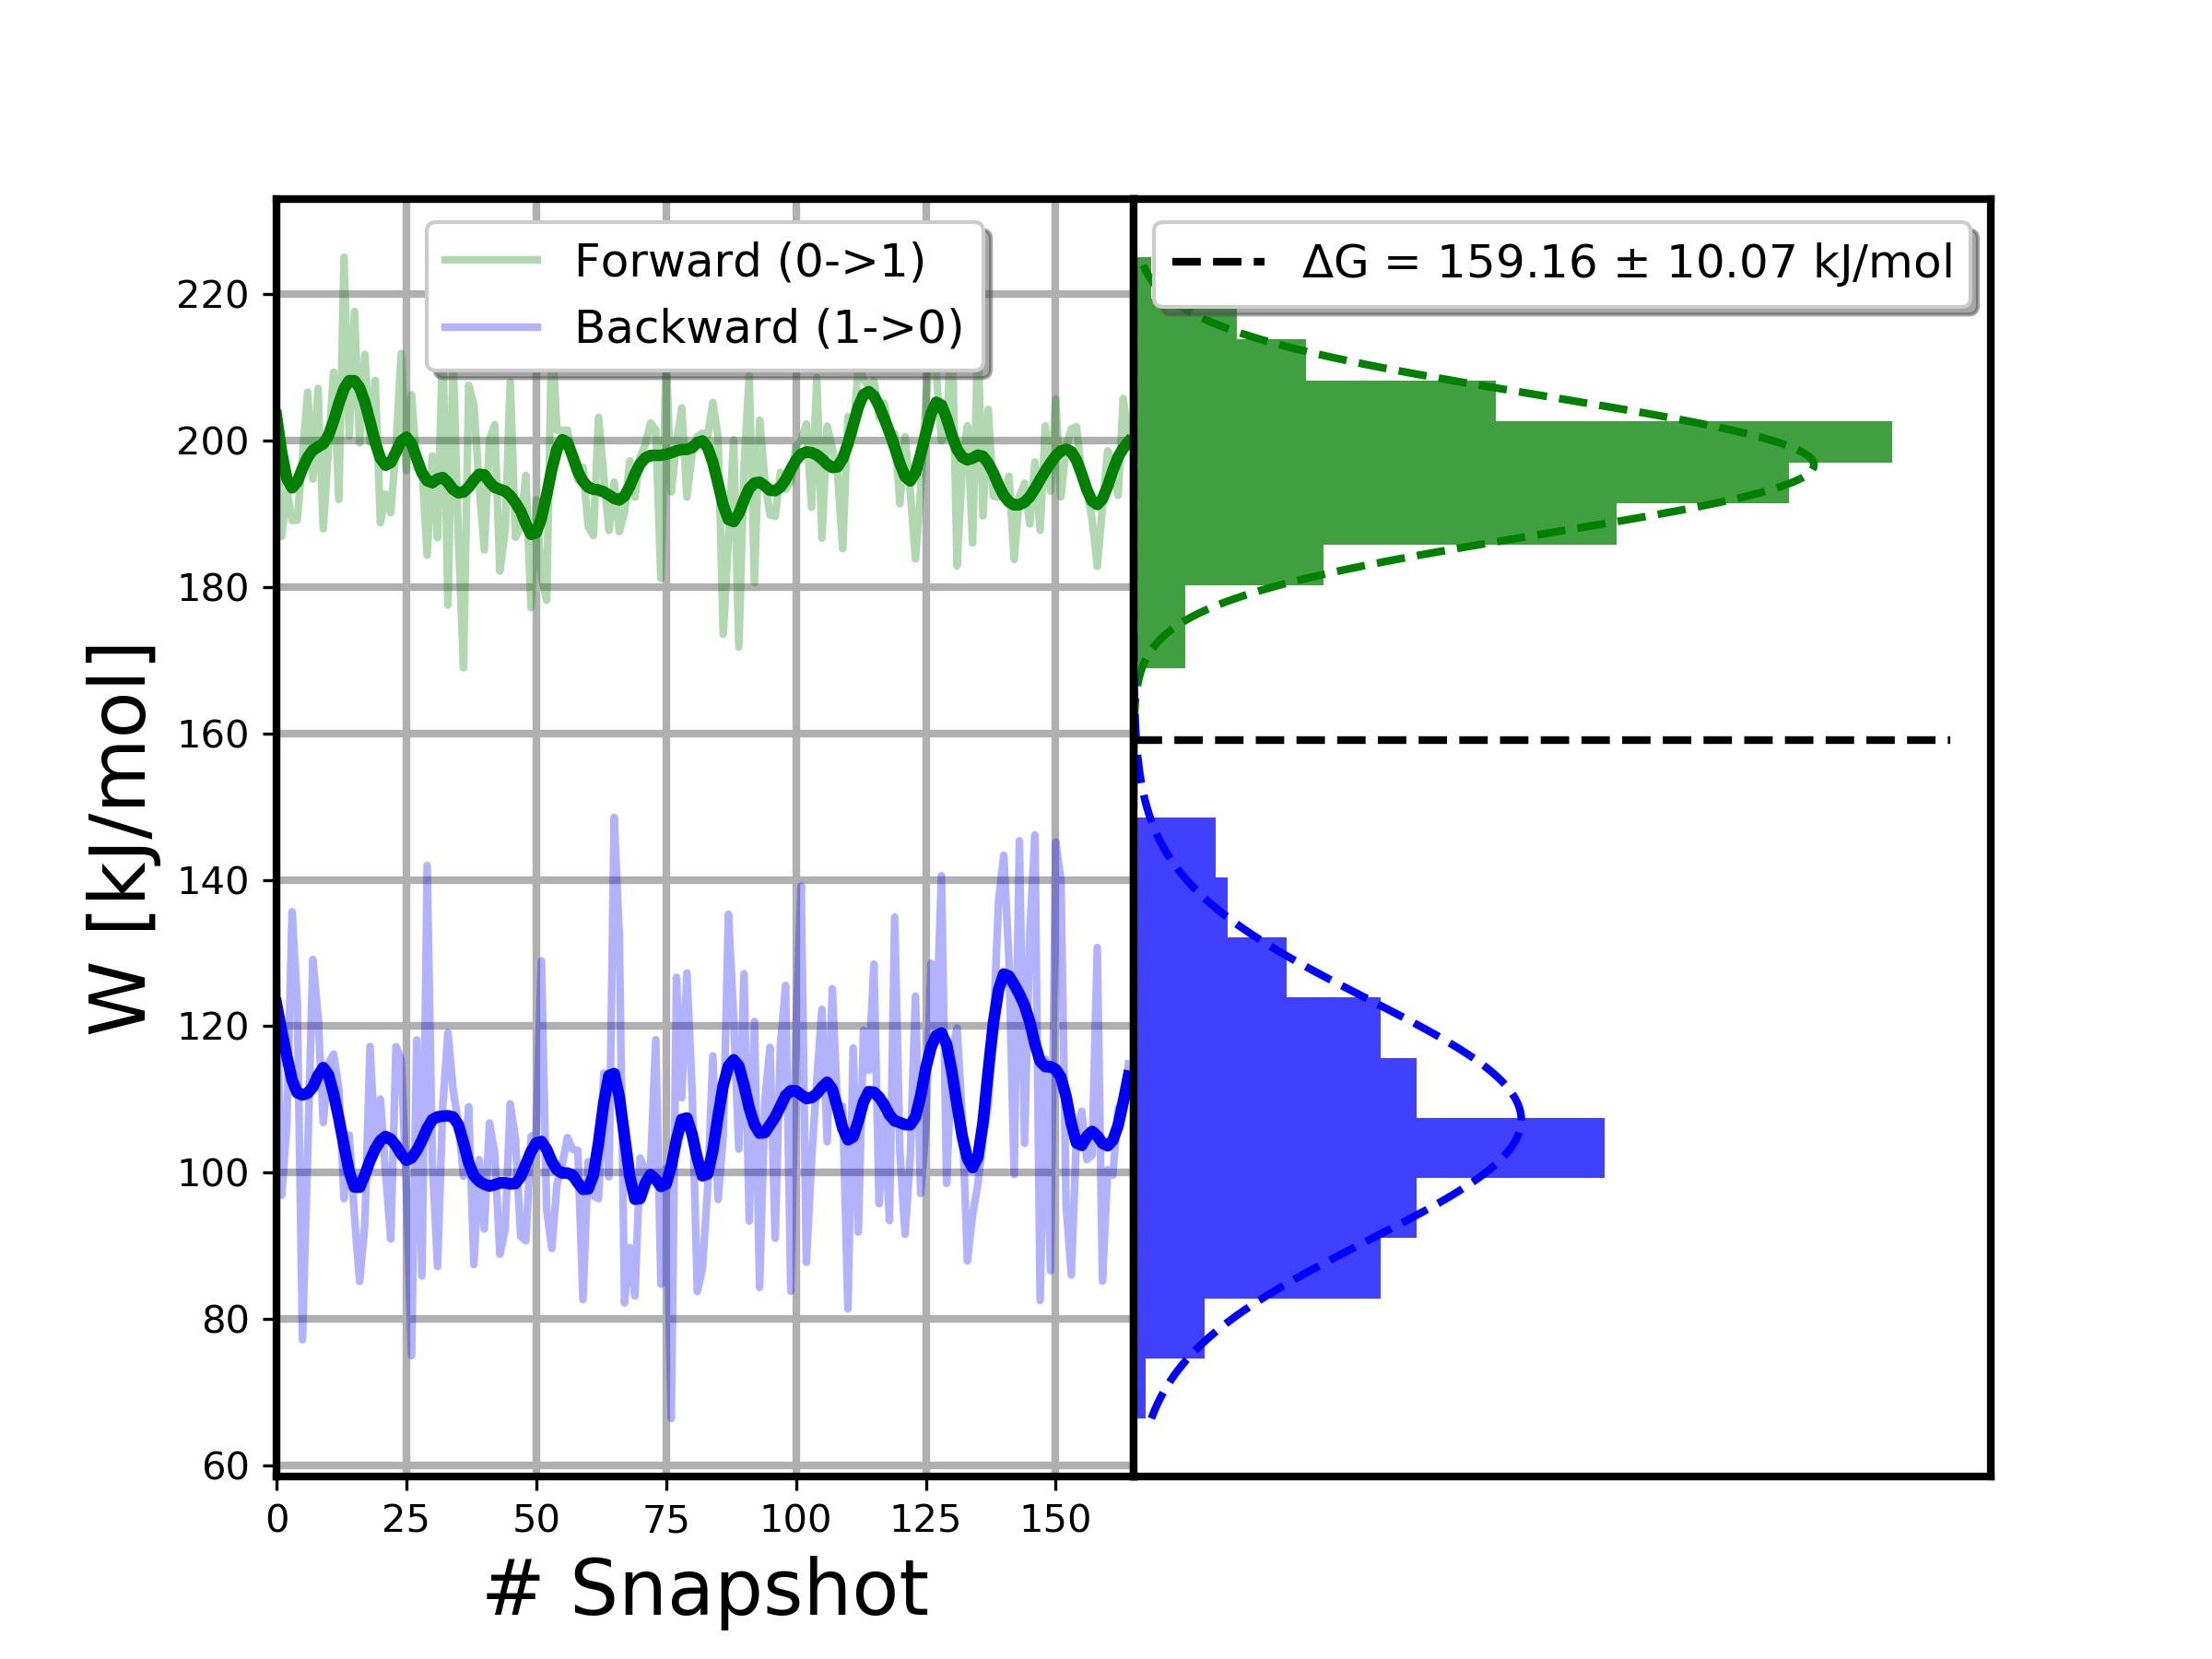 Forward (0->1)
Backward (1->0)
ΔG = 159.16 ± 10.07 kJ/mol
W [kJ/mol]
220
200
180
160
140
120
100
80
60
0 25 50 75 100 125 150
# Snapshot